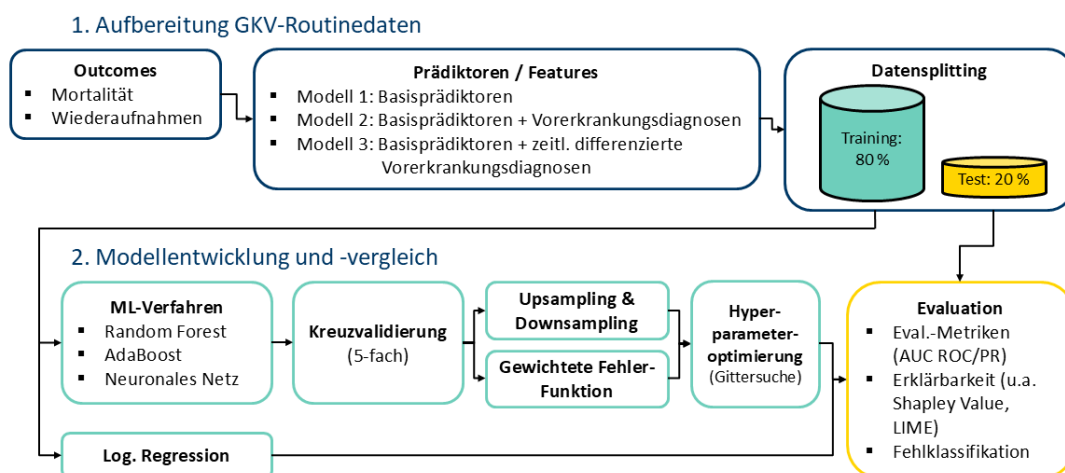 1. Aufbereitung GKV-Routinedaten
Outcomes
▪ Mortalität
▪ Wiederaufnahmen
Prädiktoren / Features
▪ Modell 1: Basisprädiktoren
▪ Modell 2: Basisprädiktoren + Vorerkrankungsdiagnosen
▪ Modell 3: Basisprädiktoren + zeitl. differenzierte
Vorerkrankungsdiagnosen
Datensplitting
Training:
80 %
Test: 20 %
2. Modellentwicklung und -vergleich
ML-Verfahren
▪ Random Forest
▪ AdaBoost
▪ Neuronales Netz
Kreuzvalidierung
(5-fach)
Upsampling &
Downsampling
Gewichtete Fehler-
Funktion
Hyper-
parameter-
optimierung
(Gittersuche)
Evaluation
▪ Eval.-Metriken
(AUC ROC/PR)
▪ Erklärbarkeit (u.a.
Shapley Value,
LIME)
▪ Fehlklassifikation
Log. Regression